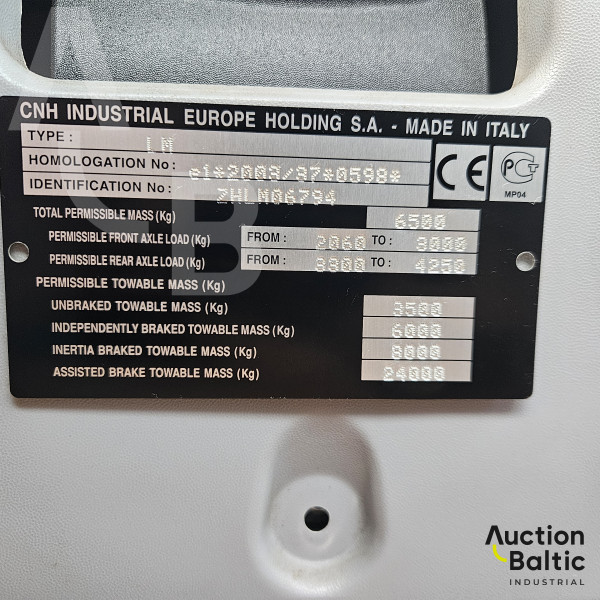 CNH INDUSTRIAL EUROPE HOLDING S.A. - MADE IN ITALY
TYPE : LM
HOMOLOGATION No : e1*2003/37*0598*
IDENTIFICATION No : ZHLM06794
CE
PCT
MP04
TOTAL PERMISSIBLE MASS (Kg) 6500
PERMISSIBLE FRONT AXLE LOAD (Kg) FROM : 2060 TO : 8000
PERMISSIBLE REAR AXLE LOAD (Kg) FROM : 3300 TO : 4250
PERMISSIBLE TOWABLE MASS (Kg)
UNBRAKED TOWABLE MASS (Kg) 3500
INDEPENDENTLY BRAKED TOWABLE MASS (Kg) 6000
INERTIA BRAKED TOWABLE MASS (Kg) 8000
ASSISTED BRAKE TOWABLE MASS (Kg) 24000
A
B
Auction
Baltic
INDUSTRIAL